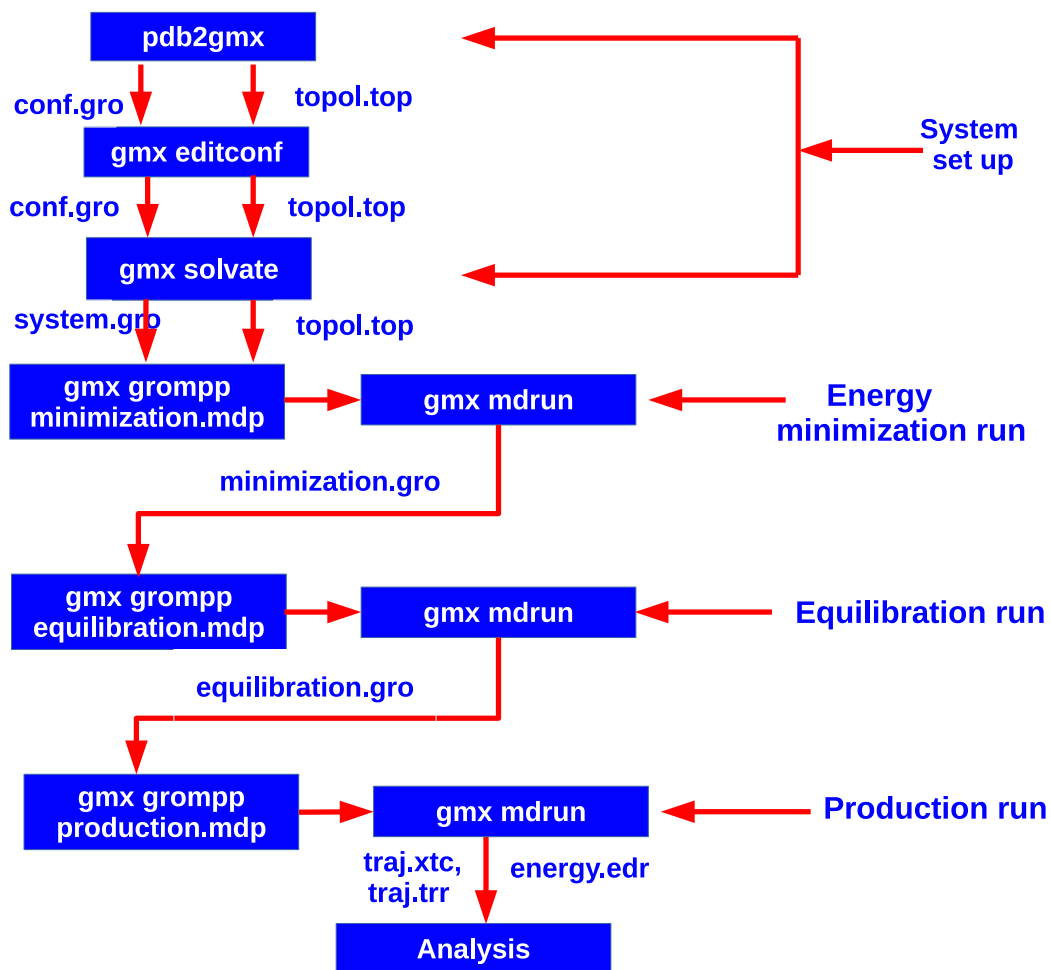 pdb2gmx
conf.gro
topol.top
gmx editconf
System
set up
conf.gro
topol.top
gmx solvate
system.gro
topol.top
gmx grompp
minimization.mdp
gmx mdrun
Energy
minimization run
minimization.gro
gmx grompp
equilibration.mdp
gmx mdrun
Equilibration run
equilibration.gro
gmx grompp
production.mdp
gmx mdrun
Production run
traj.xtc,
traj.trr
energy.edr
Analysis